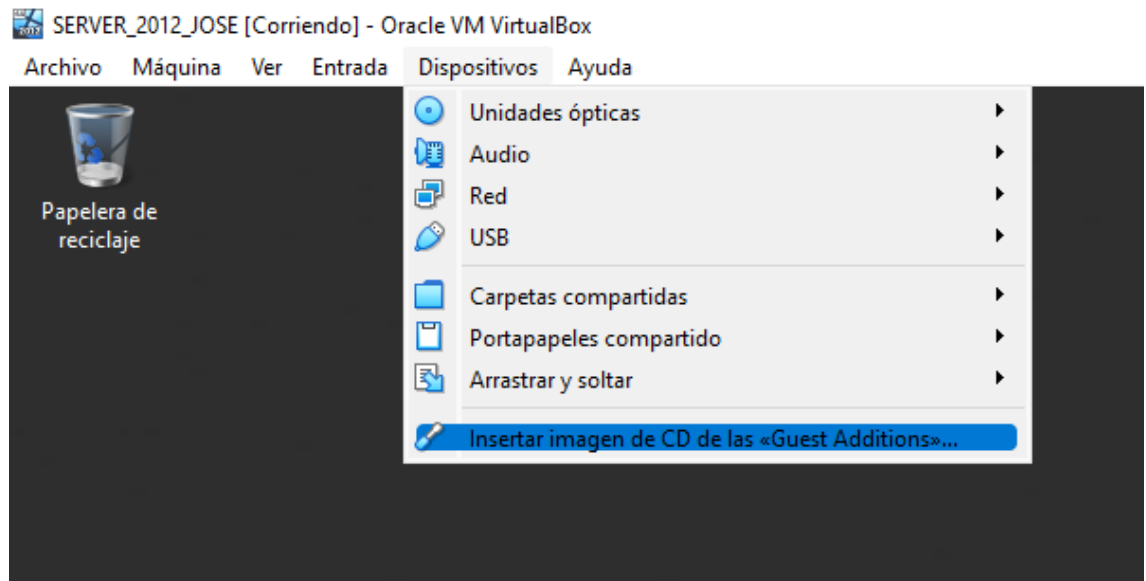 SERVER_2012_JOSE [Corriendo] - Oracle VM VirtualBox
Archivo Máquina Ver Entrada Dispositivos Ayuda
Unidades ópticas
Audio
Red
USB
Carpetas compartidas
Portapapeles compartido
Arrastrar y soltar
Insertar imagen de CD de las «Guest Additions»...
Papelera de
reciclaje